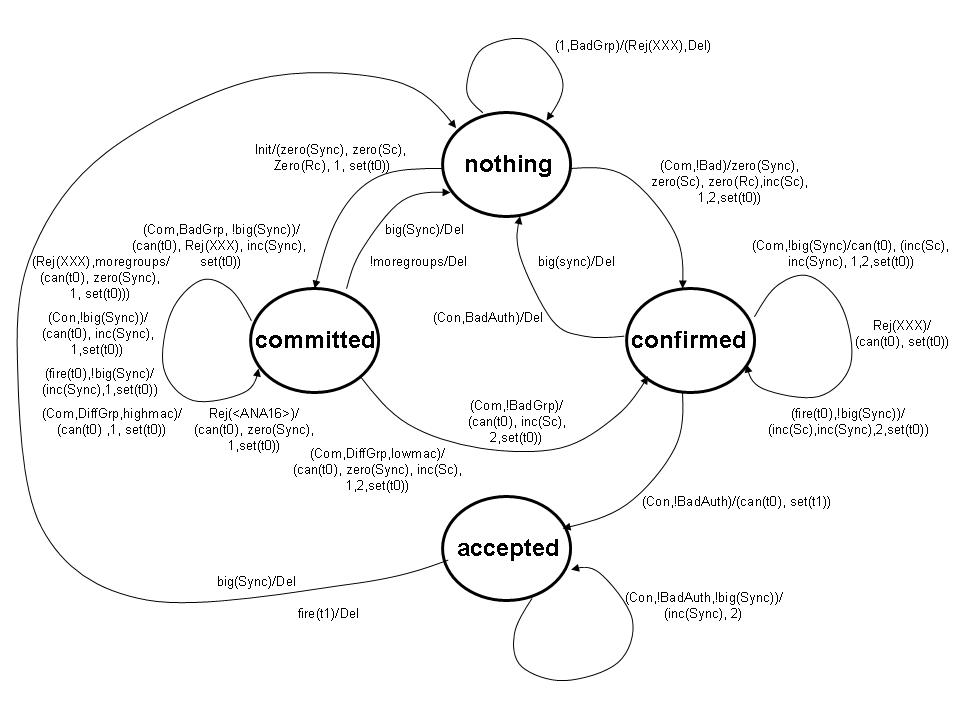 (1,BadGrp)/(Rej(XXX),Del)
nothing
Init/(zero(Sync), zero(Sc),
Zero(Rc), 1, set(t0))
(Com,!Bad)/zero(Sync),
zero(Sc), zero(Rc),inc(Sc),
1,2,set(t0))
(Com,BadGrp, !big(Sync))/
(can(t0), Rej(XXX), inc(Sync),
set(t0))
big(Sync)/Del
!moregroups/Del
big(sync)/Del
(Con,BadAuth)/Del
(Com,!big(Sync)/can(t0), (inc(Sc),
inc(Sync), 1,2,set(t0))
(Rej(XXX),moregroups/
(can(t0), zero(Sync),
1, set(t0)))
(Con,!big(Sync))/
(can(t0), inc(Sync),
1,set(t0))
(fire(t0),!big(Sync)/
(inc(Sync),1,set(t0))
(Com,DiffGrp,highmac)/
(can(t0) ,1, set(t0))
committed
confirmed
Rej(XXX)/
(can(t0), set(t0))
Rej(<ANA16>)/
(can(t0), zero(Sync),
1,set(t0))
(Com,!BadGrp)/
(can(t0), inc(Sc),
2,set(t0))
(fire(t0),!big(Sync))/
(inc(Sc),inc(Sync),2,set(t0))
(Com,DiffGrp,lowmac)/
(can(t0), zero(Sync), inc(Sc),
1,2,set(t0))
(Con,!BadAuth)/(can(t0), set(t1))
accepted
big(Sync)/Del
fire(t1)/Del
(Con,!BadAuth,!big(Sync))/
(inc(Sync), 2)